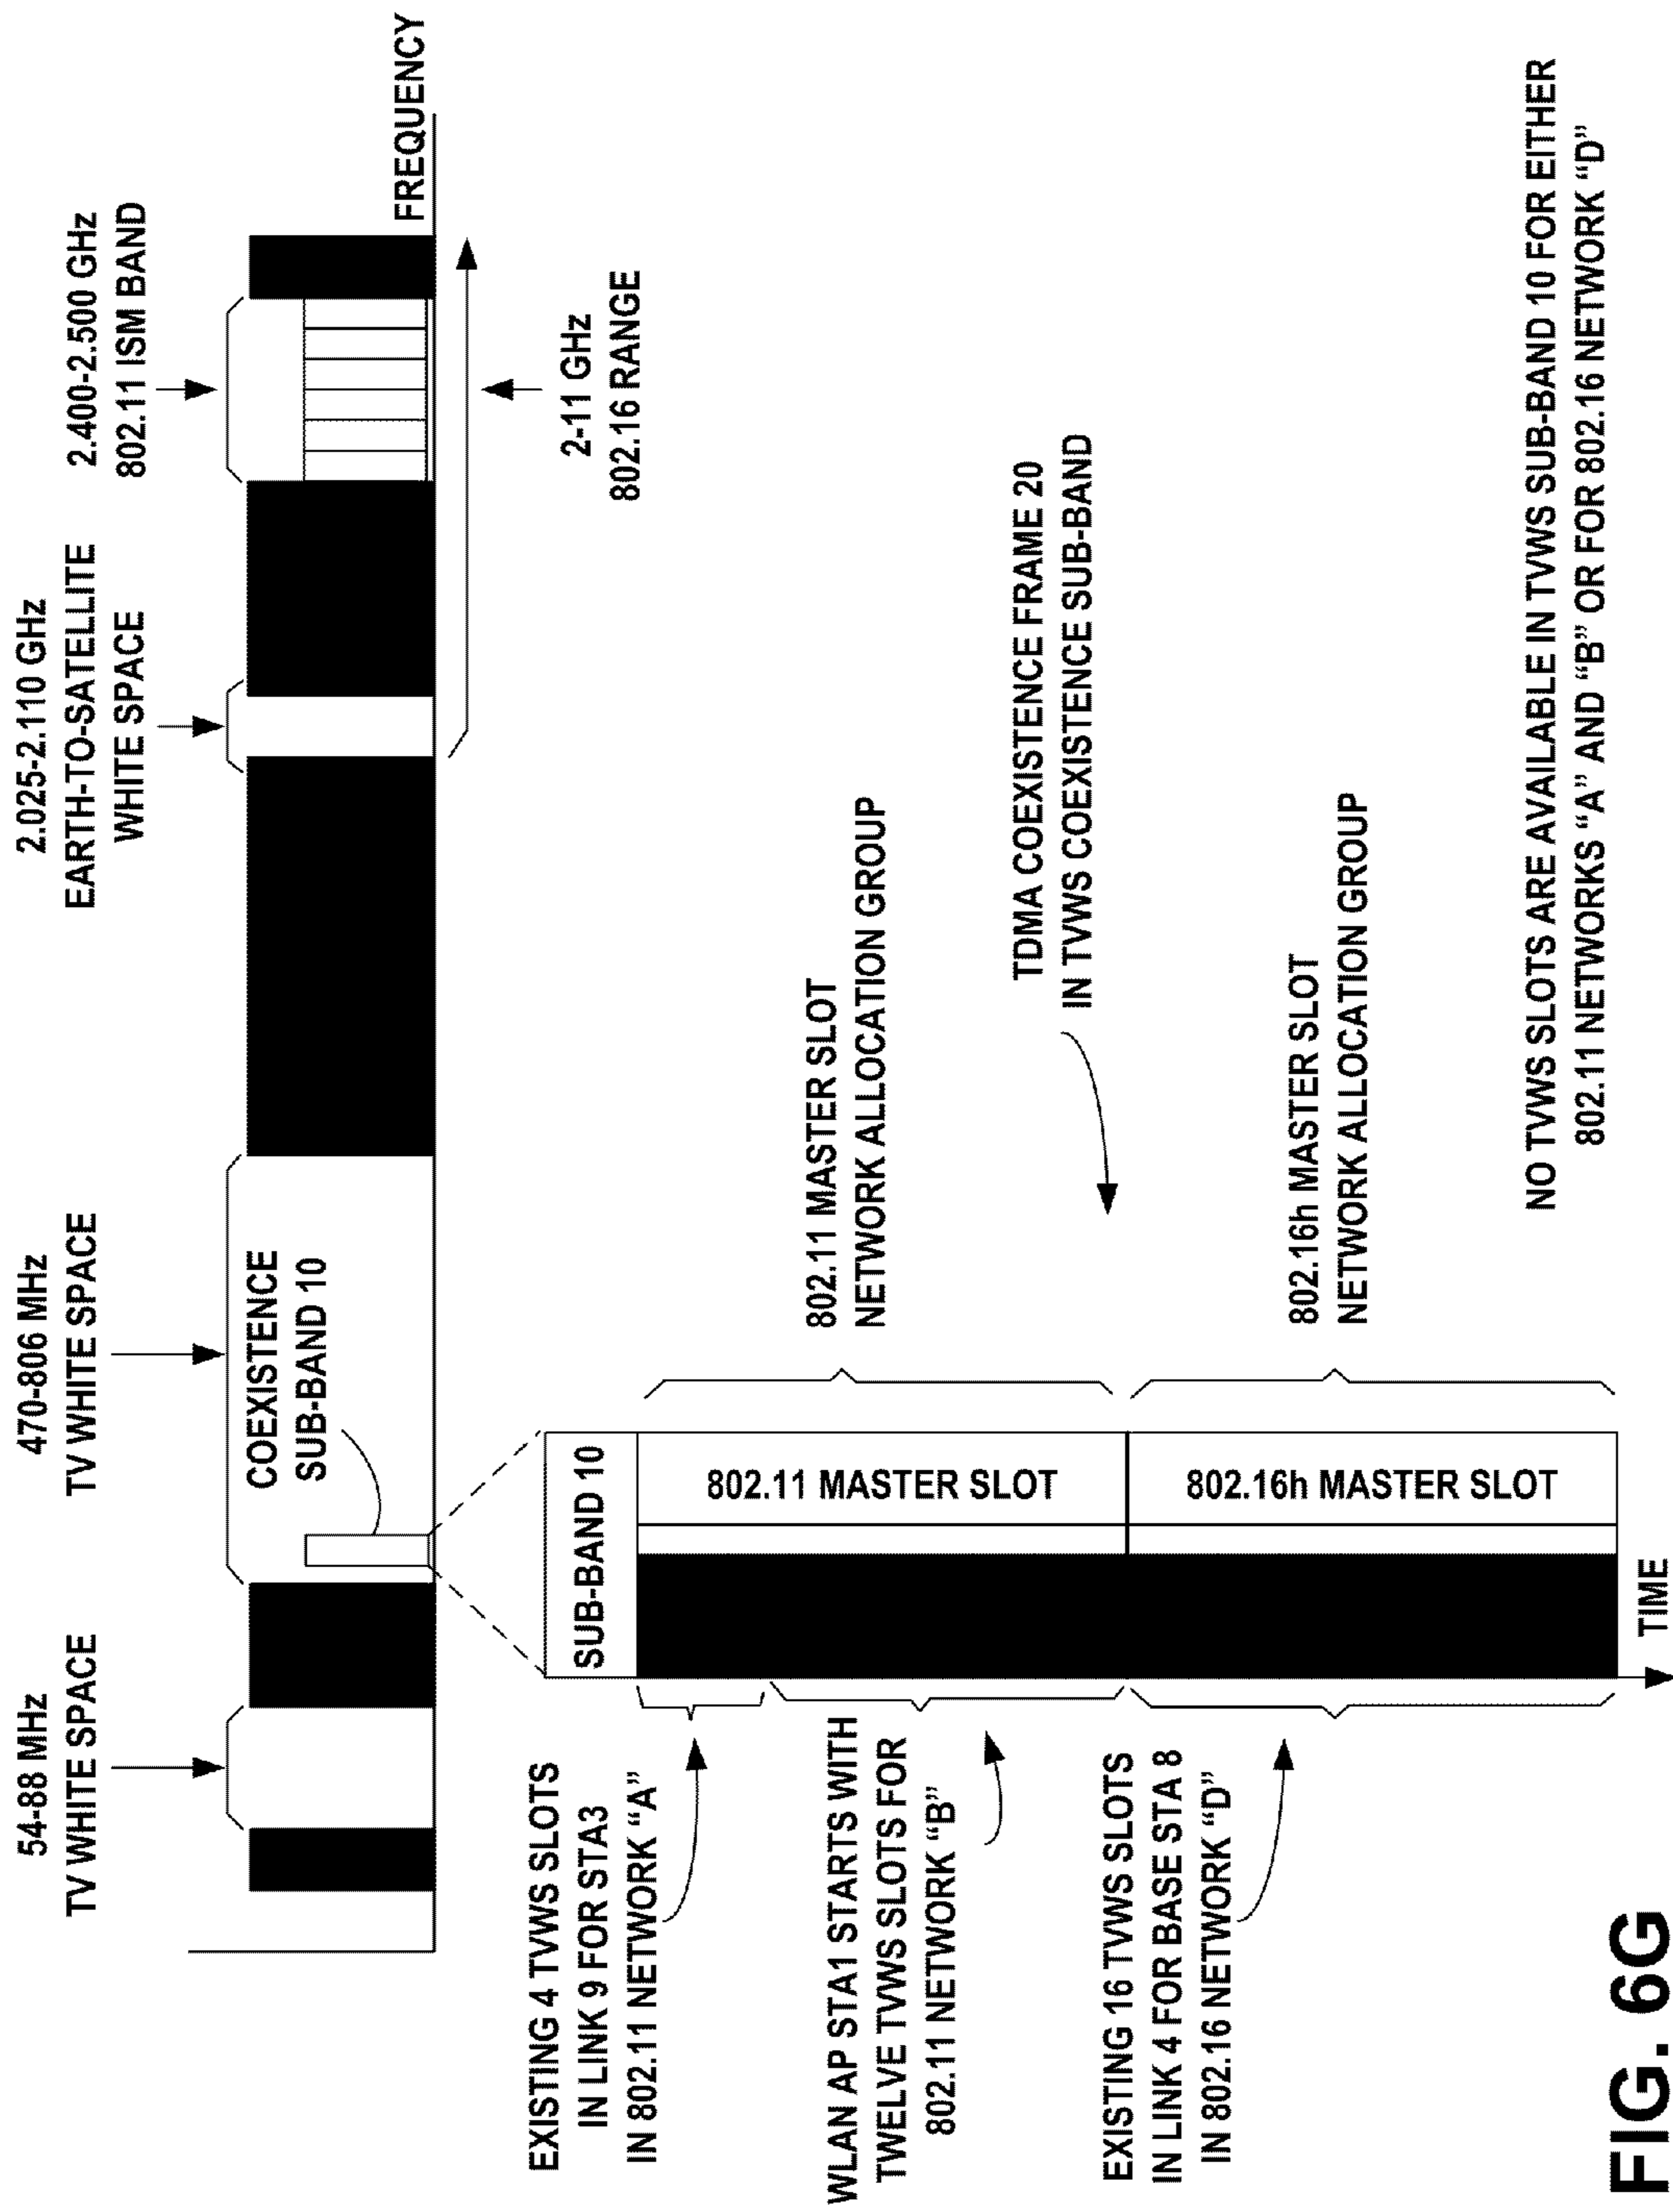 54-88 MHz
TV WHITE SPACE
470-806 MHz
TV WHITE SPACE
2.025-2.110 GHz
EARTH-TO-SATELLITE
WHITE SPACE
2.400-2.500 GHz
802.11 ISM BAND
COEXISTENCE
SUB-BAND 10
FREQUENCY
2-11 GHz
802.16 RANGE
SUB-BAND 10
802.11 MASTER SLOT
802.16h MASTER SLOT
TIME
EXISTING 4 TVWS SLOTS
IN LINK 9 FOR STA3
IN 802.11 NETWORK “A”
WLAN AP STA1 STARTS WITH
TWELVE TVWS SLOTS FOR
802.11 NETWORK “B”
EXISTING 16 TVWS SLOTS
IN LINK 4 FOR BASE STA 8
IN 802.16 NETWORK “D”
802.11 MASTER SLOT
NETWORK ALLOCATION GROUP
TDMA COEXISTENCE FRAME 20
IN TVWS COEXISTENCE SUB-BAND
802.16h MASTER SLOT
NETWORK ALLOCATION GROUP
NO TVWS SLOTS ARE AVAILABLE IN TVWS SUB-BAND 10 FOR EITHER
802.11 NETWORKS “A” AND “B” OR FOR 802.16 NETWORK “D”
FIG. 6G